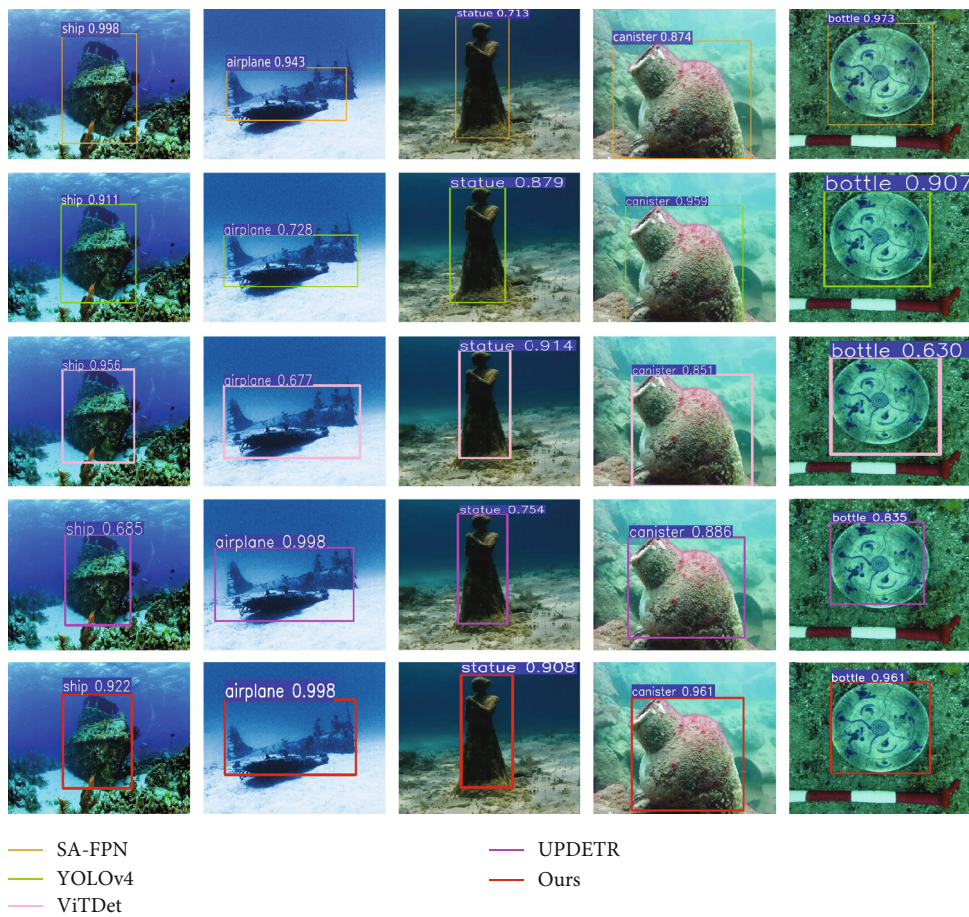 ship 0.998
airplane 0.943
statue 0.713
canister 0.874
bottle 0.973
ship 0.911
airplane 0.728
statue 0.879
canister 0.959
bottle 0.907
ship 0.956
airplane 0.677
statue 0.914
canister 0.851
bottle 0.630
ship 0.685
airplane 0.998
statue 0.754
canister 0.886
bottle 0.835
ship 0.922
airplane 0.998
statue 0.908
canister 0.961
bottle 0.961
SA-FPN
YOLOv4
ViTDet
UPDETR
Ours